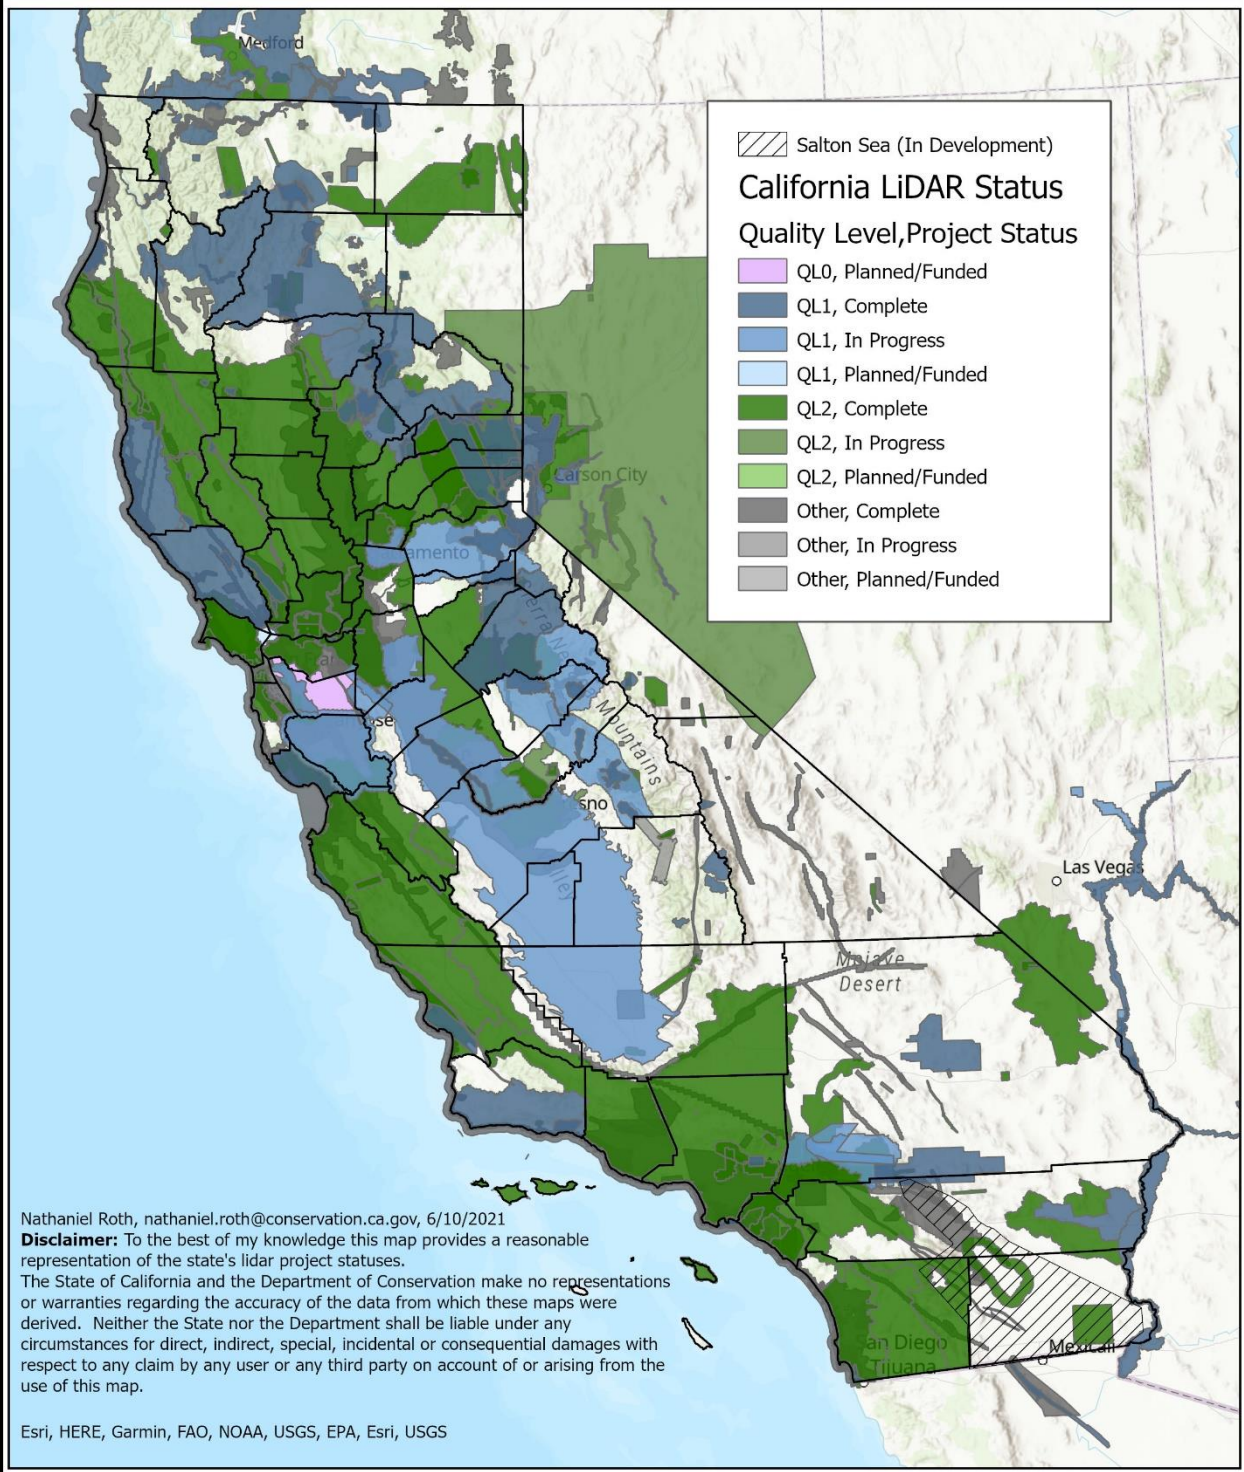 Medford
Salton Sea (In Development)
California LiDAR Status
Quality Level,Project Status
QL0, Planned/Funded
QL1, Complete
QL1, In Progress
QL1, Planned/Funded
QL2, Complete
QL2, In Progress
QL2, Planned/Funded
Other, Complete
Other, In Progress
Other, Planned/Funded
Carson City
amento
Mountains
sno
Las Vegas
Mojave
Desert
an Diego
Tijuana
Mexicali
Nathaniel Roth, nathaniel.roth@conservation.ca.gov, 6/10/2021
Disclaimer: To the best of my knowledge this map provides a reasonable
representation of the state's lidar project statuses.
The State of California and the Department of Conservation make no representations
or warranties regarding the accuracy of the data from which these maps were
derived.  Neither the State nor the Department shall be liable under any
circumstances for direct, indirect, special, incidental or consequential damages with
respect to any claim by any user or any third party on account of or arising from the
use of this map.
Esri, HERE, Garmin, FAO, NOAA, USGS, EPA, Esri, USGS